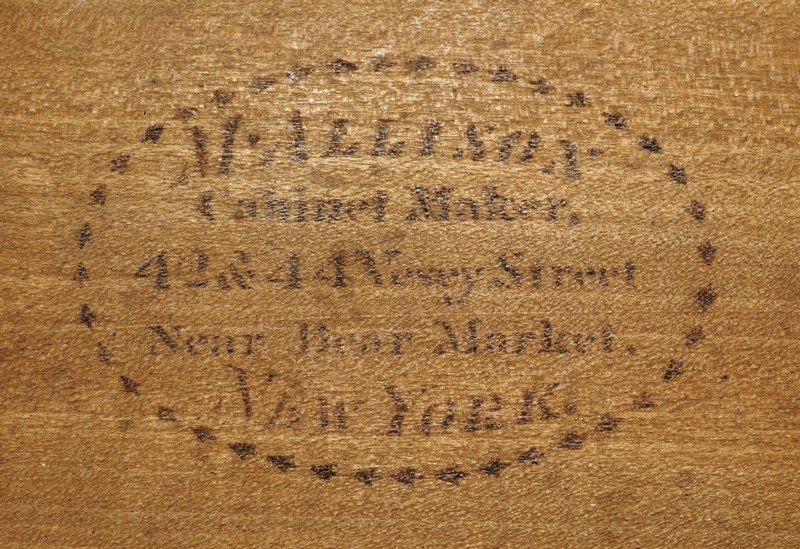 M. ALLISON
Cabinet Maker,
42 & 44 Vesey Street
Near Bear Market.
NEW YORK.